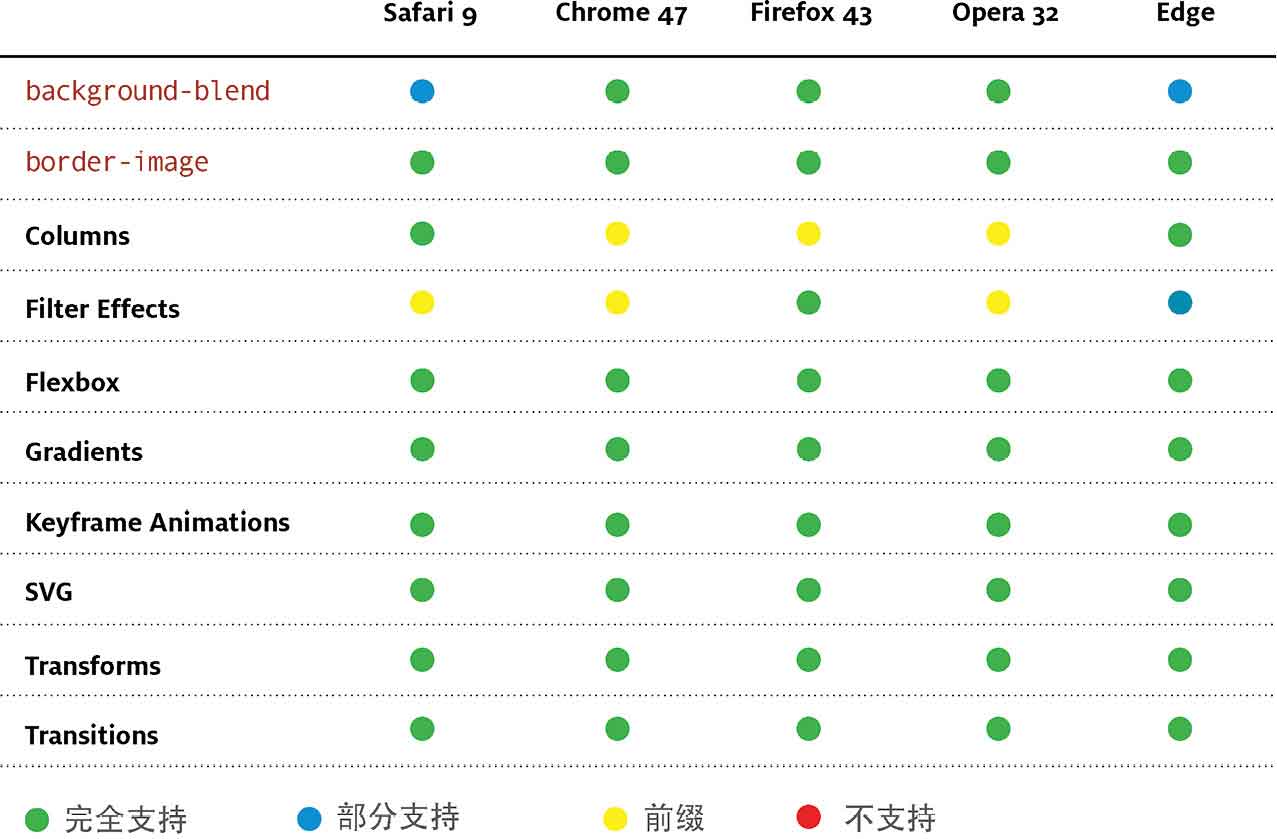 Safari 9 Chrome 47 Firefox 43 Opera 32 Edge
background-blend
border-image
Columns
Filter Effects
Flexbox
Gradients
Keyframe Animations
SVG
Transforms
Transitions
完全支持 部分支持 前缀 不支持